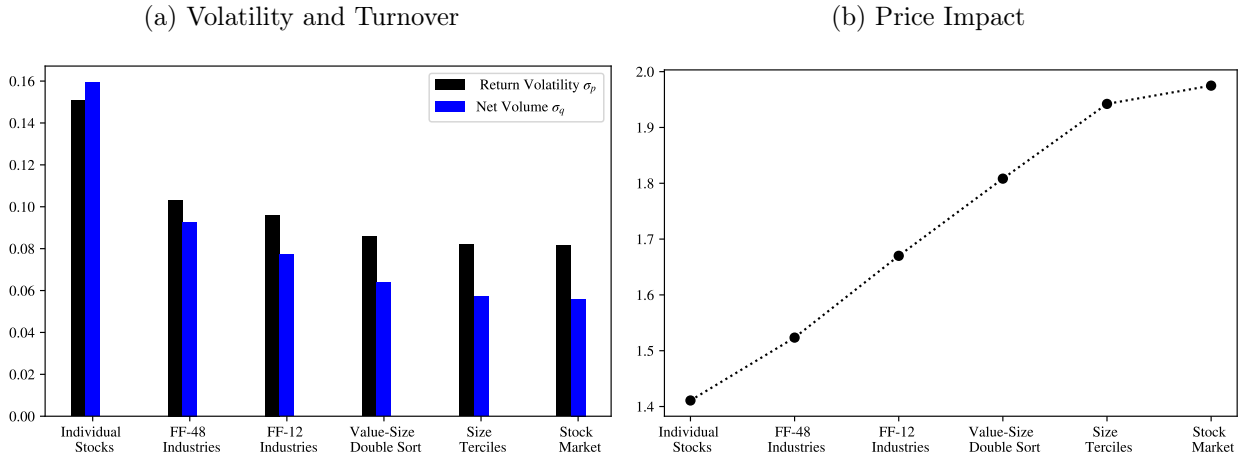 (a) Volatility and Turnover
0.16
0.14
0.12
0.10
0.08
0.06
0.04
0.02
0.00
Return Volatility σp
Net Volume σq
Individual
Stocks
FF-48
Industries
FF-12
Industries
Value-Size
Double Sort
Size
Terciles
Stock
Market
(b) Price Impact
2.0
1.9
1.8
1.7
1.6
1.5
1.4
Individual
Stocks
FF-48
Industries
FF-12
Industries
Value-Size
Double Sort
Size
Terciles
Stock
Market